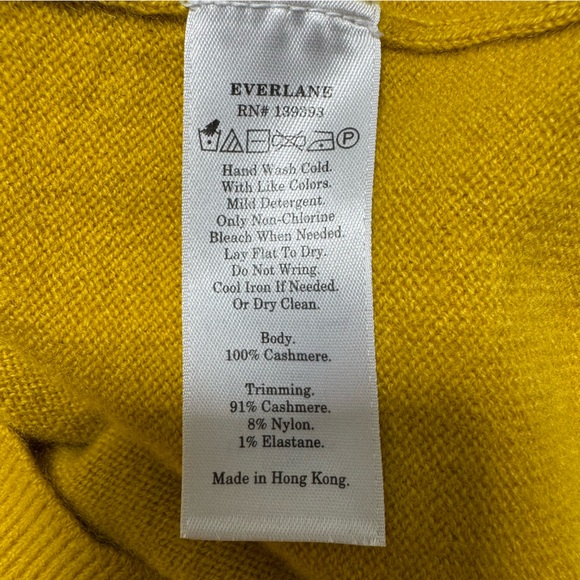 EVERLANE
RN# 139393
P
Hand Wash Cold.
With Like Colors.
Mild Detergent.
Only Non-Chlorine
Bleach When Needed.
Lay Flat To Dry.
Do Not Wring.
Cool Iron If Needed.
Or Dry Clean.
Body.
100% Cashmere.
Trimming.
91% Cashmere.
8% Nylon.
1% Elastane.
Made in Hong Kong.